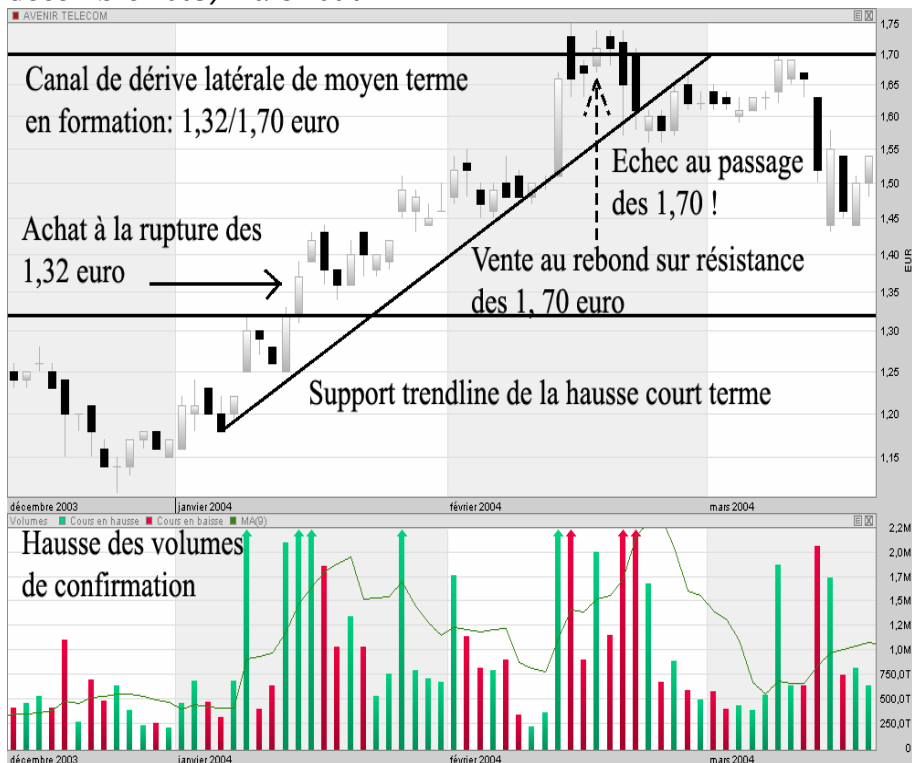 AVENIR TELECOM
1,75
1,70
Canal de dérive latérale de moyen terme
en formation: 1,32/1,70 euro
1,65
1,60
1,55
Echec au passage
des 1,70 !
1,50
1,45
Achat à la rupture des
1,32 euro
1,40
EUR
Vente au rebond sur résistance
des 1, 70 euro
1,35
1,30
1,25
Support trendline de la hausse court terme
1,20
1,15
décembre 2003 janvier 2004 février 2004 mars 2004
Volumes Cours en hausse Cours en baisse MA(9)
Hausse des volumes
de confirmation
2,2M
2,0M
1,7M
1,5M
1,2M
1,0M
750,0T
500,0T
250,0T
0
décembre 2003 janvier 2004 février 2004 mars 2004